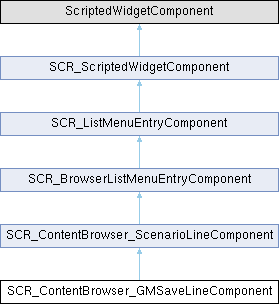 ScriptedWidgetComponent
SCR_ScriptedWidgetComponent
SCR_ListMenuEntryComponent
SCR_BrowserListMenuEntryComponent
SCR_ContentBrowser_ScenarioLineComponent
SCR_ContentBrowser_GMSaveLineComponent